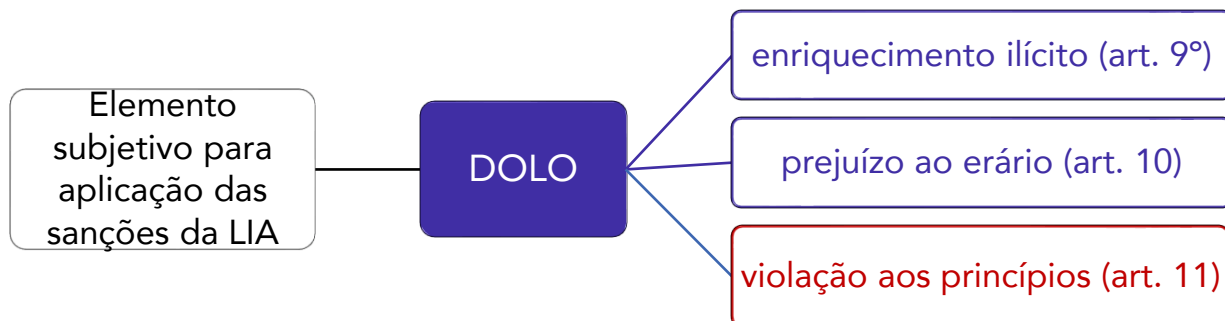 Elemento
subjetivo para
aplicação das
sanções da LIA
DOLO
enriquecimento ilícito (art. 9º)
prejuízo ao erário (art. 10)
violação aos princípios (art. 11)